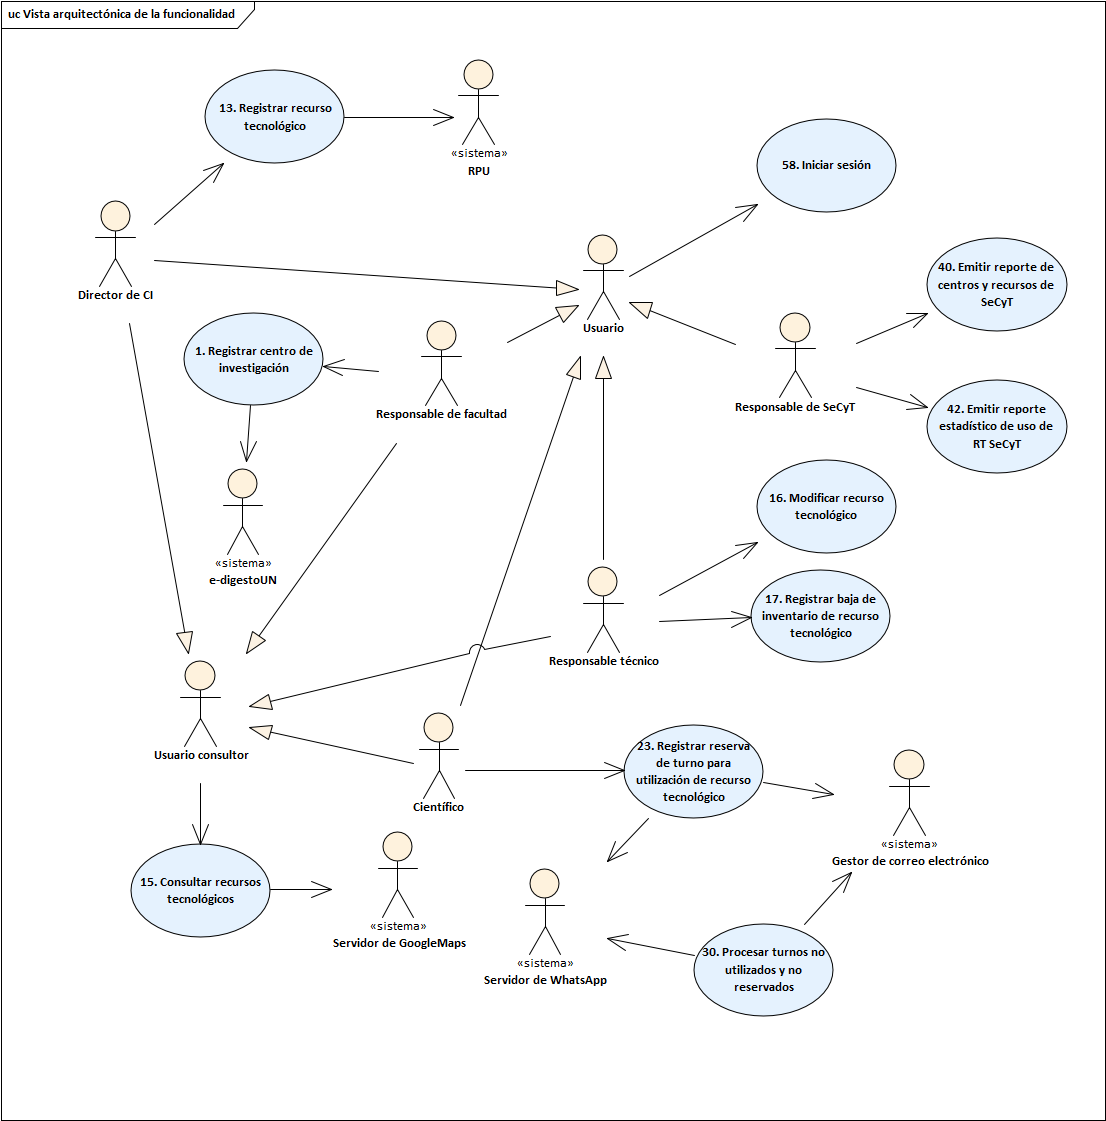 uc Vista arquitectónica de la funcionalidad
13. Registrar recurso
tecnológico
«sistema»
RPU
58. Iniciar sesión
Director de CI
Usuario
40. Emitir reporte de
centros y recursos de
SeCyT
1. Registrar centro de
investigación
Responsable de facultad
Responsable de SeCyT
42. Emitir reporte
estadístico de uso de
RT SeCyT
«sistema»
e-digestoUN
16. Modificar recurso
tecnológico
17. Registrar baja de
inventario de recurso
tecnológico
Responsable técnico
Usuario consultor
Científico
23. Registrar reserva
de turno para
utilización de recurso
tecnológico
«sistema»
Gestor de correo electrónico
15. Consultar recursos
tecnológicos
«sistema»
Servidor de GoogleMaps
«sistema»
Servidor de WhatsApp
30. Procesar turnos no
utilizados y no
reservados